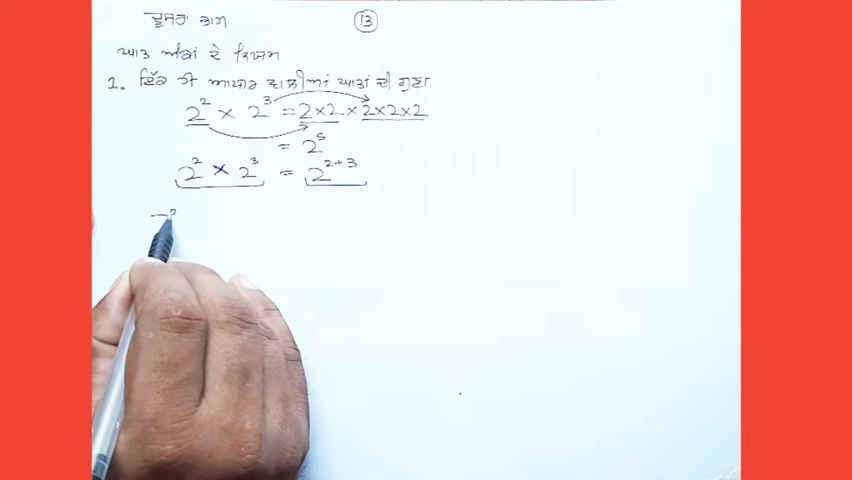 ਦੂਸਰਾ ਭਾਗ
13
ਘਾਤ ਅੰਕਾਂ ਦੇ ਨਿਯਮ
1. ਇੱਕ ਹੀ ਆਧਾਰ ਵਾਲੀਆਂ ਘਾਤਾਂ ਦੀ ਗੁਣਾ
2² × 2³ = 2×2 × 2×2×2
= 2⁵
2² × 2³ = 2²⁺³